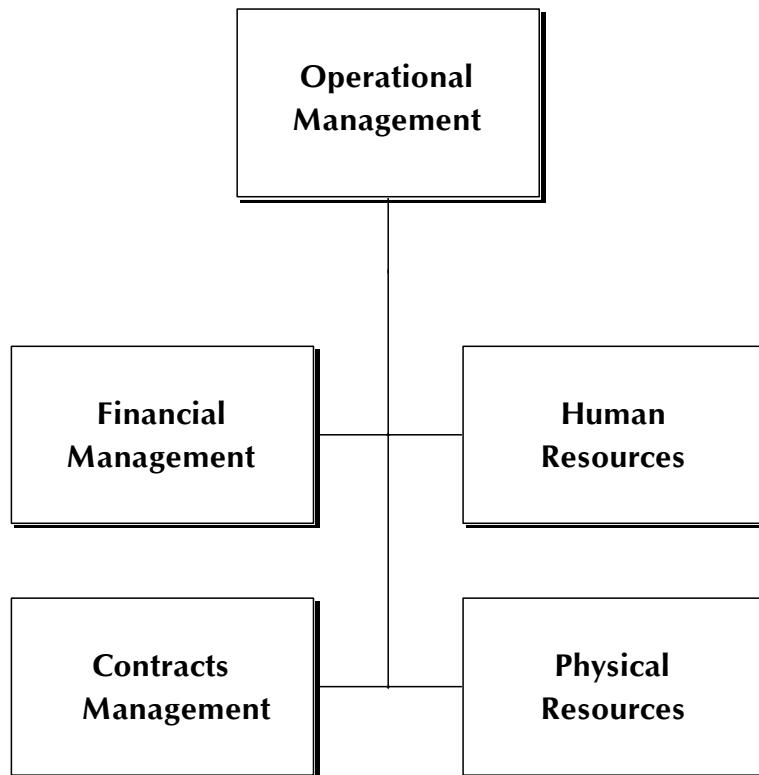 Operational
Management
Financial
Management
Human
Resources
Contracts
Management
Physical
Resources